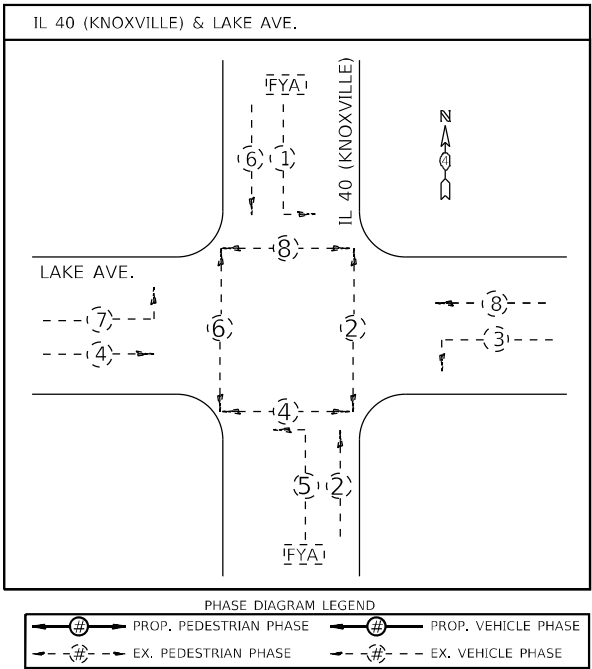 IL 40 (KNOXVILLE) & LAKE AVE.
FYA
IL 40 (KNOXVILLE)
N
4
6
1
8
LAKE AVE.
7
4
6
2
8
3
4
5
2
FYA
PHASE DIAGRAM LEGEND
# PROP. PEDESTRIAN PHASE
# PROP. VEHICLE PHASE
# EX. PEDESTRIAN PHASE
# EX. VEHICLE PHASE